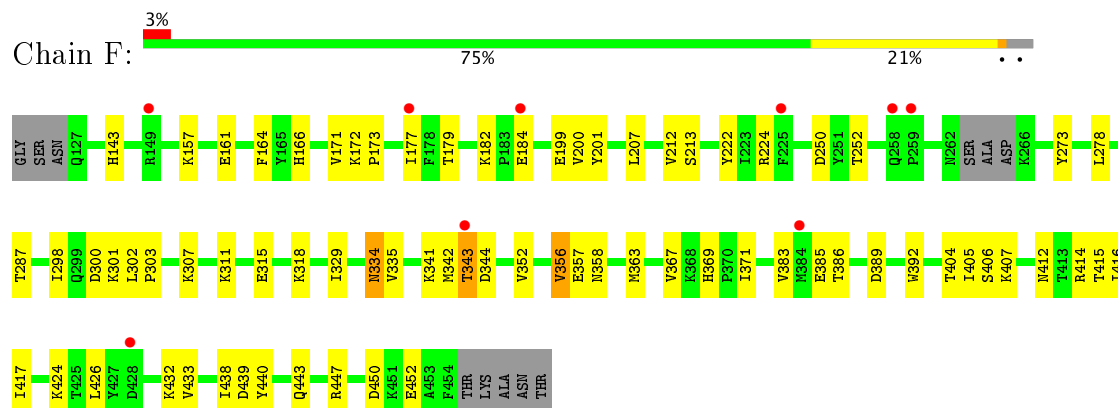 3%
Chain F:
75% 21% • •
GLY SER ASN Q127 H143 R149 K157 E161 F164 Y165 H166 V171 K172 P173 I177 F178 T179 K182 P183 E184 E199 V200 Y201 L207 V212 S213 Y222 I223 R224 F225 D250 Y251 T252 Q258 P259 N262 SER ALA ASP K266 Y273 L278
T287 I298 Q299 D300 K301 L302 P303 K307 K311 E315 K318 I329 N334 V335 K341 M342 T343 D344 V352 V356 E357 N358 M363 V367 K368 H369 P370 I371 V383 M384 E385 T386 D389 W392 T404 I405 S406 K407 N412 T413 R414 T415 I416
I417 K424 T425 L426 Y427 D428 K432 V433 I438 D439 Y440 Q443 R447 D450 K451 E452 A453 F454 THR LYS ALA ASN THR